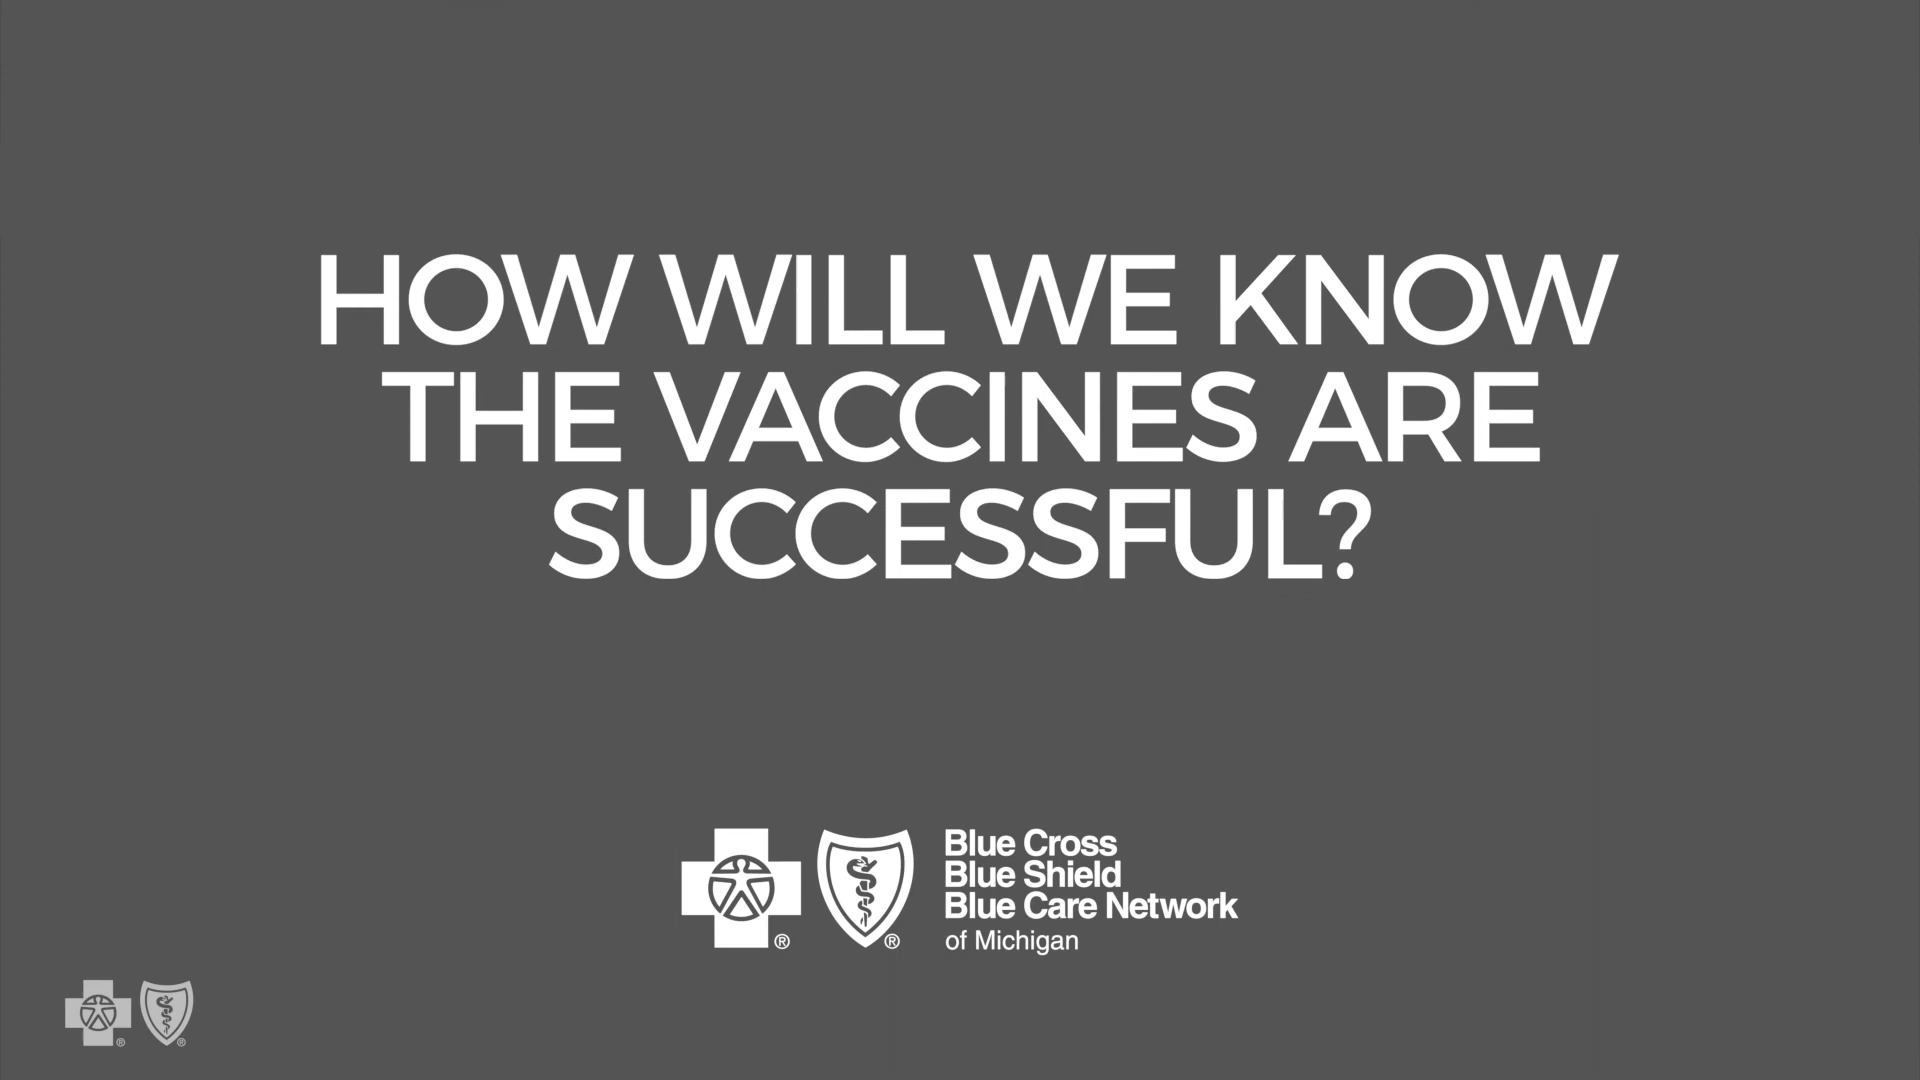 HOW WILL WE KNOW
THE VACCINES ARE
SUCCESSFUL?
Blue Cross
Blue Shield
Blue Care Network
of Michigan
® ®
® ®